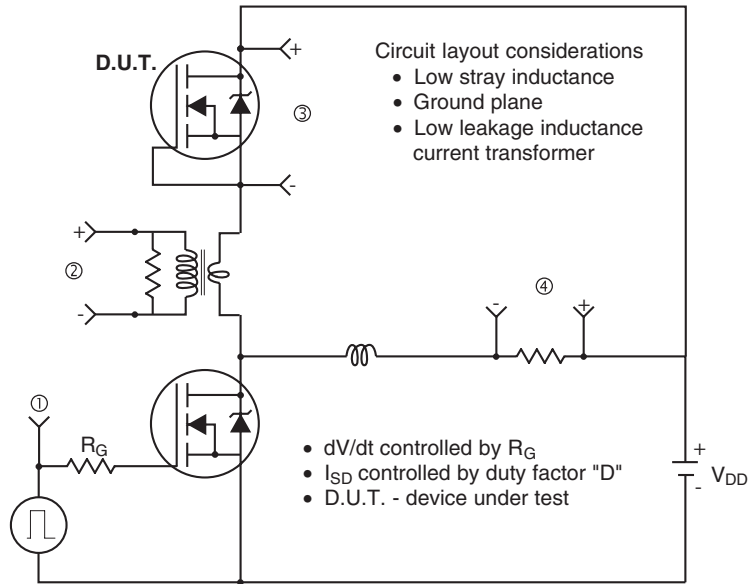 D.U.T.
+
③
-
Circuit layout considerations
• Low stray inductance
• Ground plane
• Low leakage inductance
current transformer
+
②
-
-
④
+
①
RG
• dV/dt controlled by RG
• ISD controlled by duty factor "D"
• D.U.T. - device under test
+
VDD
-